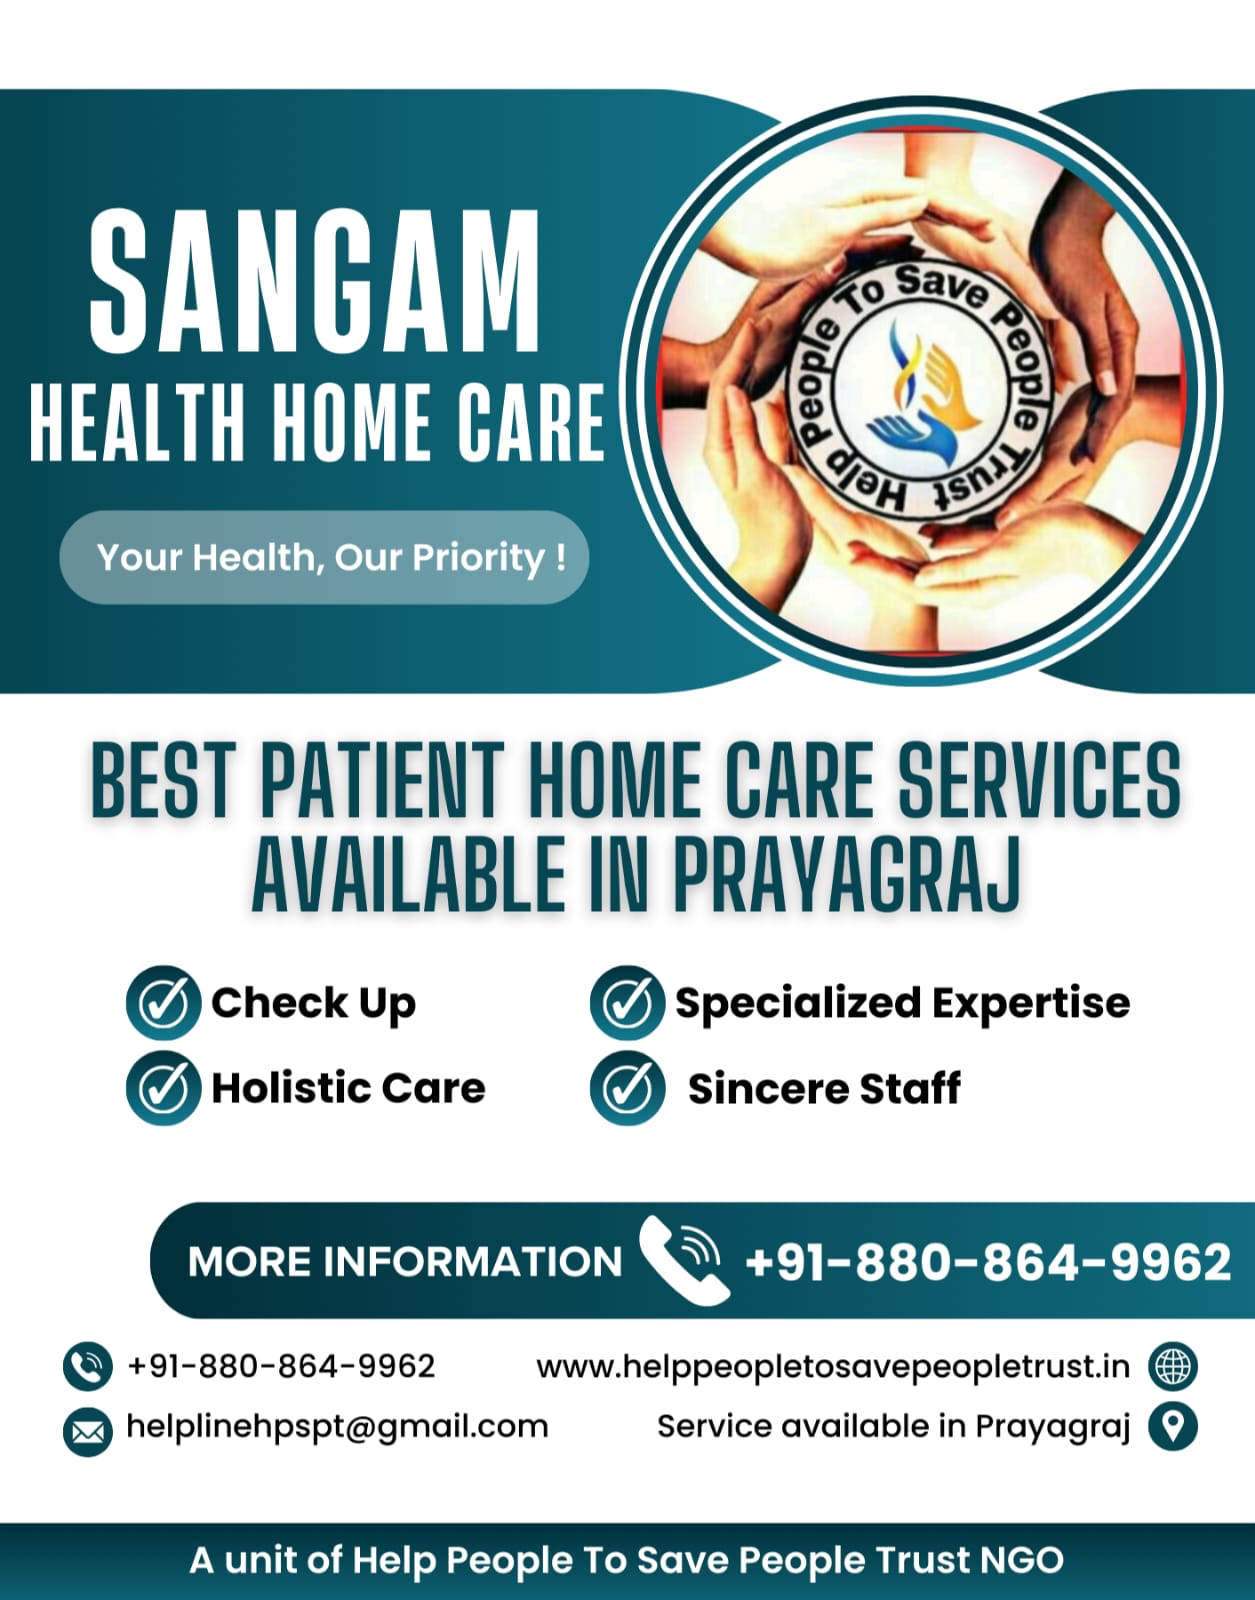 SANGAM
HEALTH HOME CARE
Your Health, Our Priority !
Help People To Save People Trust
BEST PATIENT HOME CARE SERVICES
AVAILABLE IN PRAYAGRAJ
Check Up
Specialized Expertise
Holistic Care
Sincere Staff
MORE INFORMATION +91-880-864-9962
+91-880-864-9962
www.helppeopletosavepeopletrust.in
helplinehpspt@gmail.com
Service available in Prayagraj
A unit of Help People To Save People Trust NGO